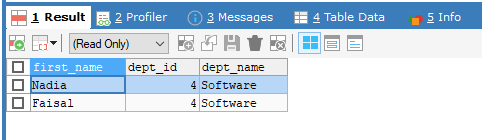 1 Result 2 Profiler 3 Messages 4 Table Data 5 Info
(Read Only)
first_name dept_id dept_name
Nadia 4 Software
Faisal 4 Software